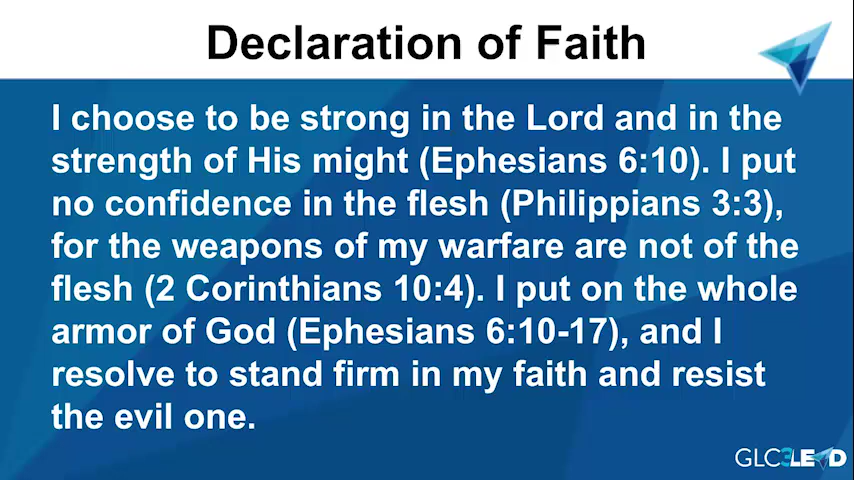 Declaration of Faith
I choose to be strong in the Lord and in the
strength of His might (Ephesians 6:10). I put
no confidence in the flesh (Philippians 3:3),
for the weapons of my warfare are not of the
flesh (2 Corinthians 10:4). I put on the whole
armor of God (Ephesians 6:10-17), and I
resolve to stand firm in my faith and resist
the evil one.
GLC3LEAD